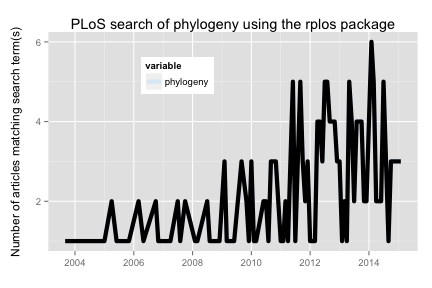 PLoS search of phylogeny using the rplos package
Number of articles matching search term(s)
6
4
2
variable
phylogeny
2004 2006 2008 2010 2012 2014